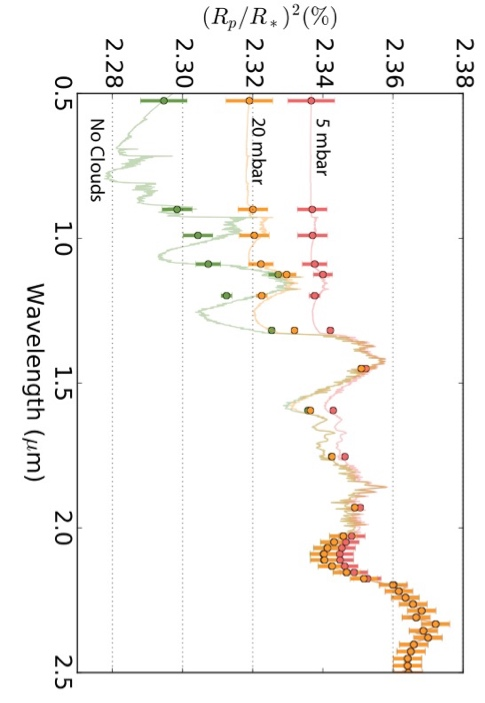 (R_p/R_*)^2(%)
2.28
2.30
2.32
2.34
2.36
2.38
0.5
1.0
1.5
2.0
2.5
No Clouds
20 mbar
5 mbar
Wavelength (μm)